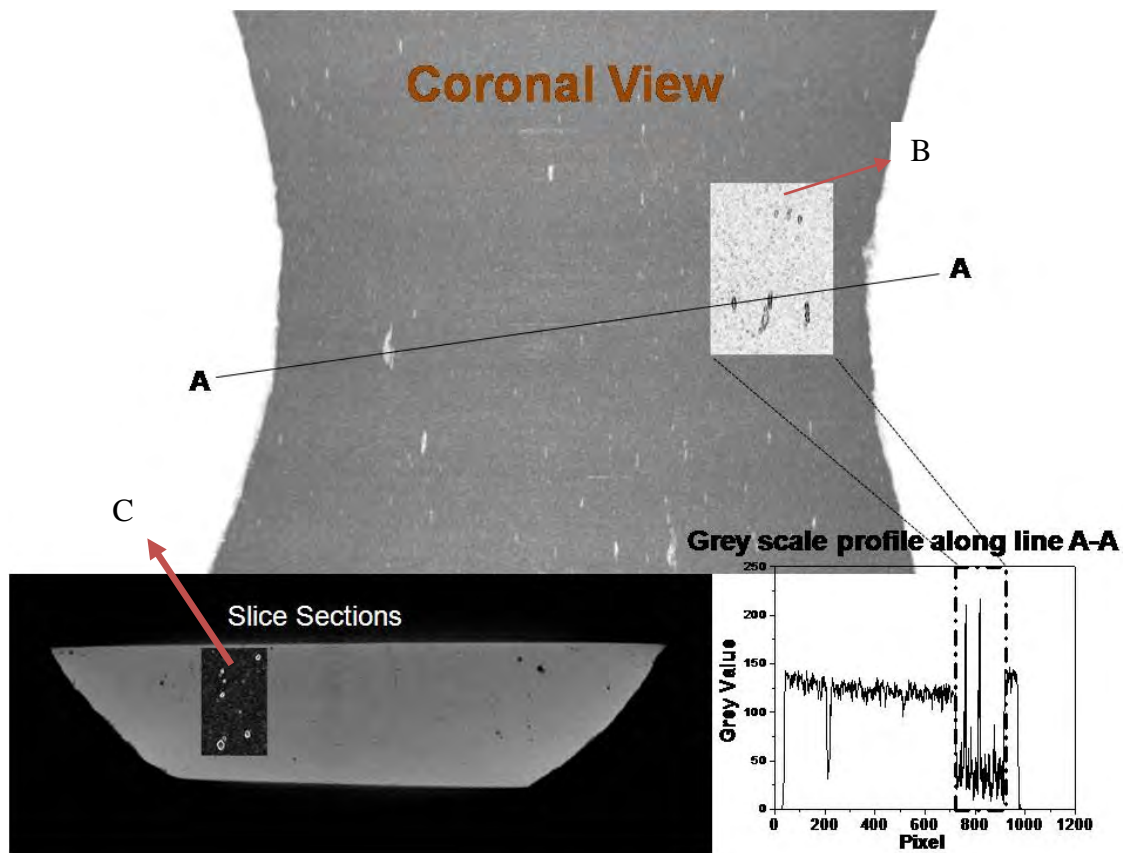 Coronal View
B
A
A
C
Grey scale profile along line A-A
Slice Sections
250
200
150
100
50
0
Grey Value
0 200 400 600 800 1000 1200
Pixel